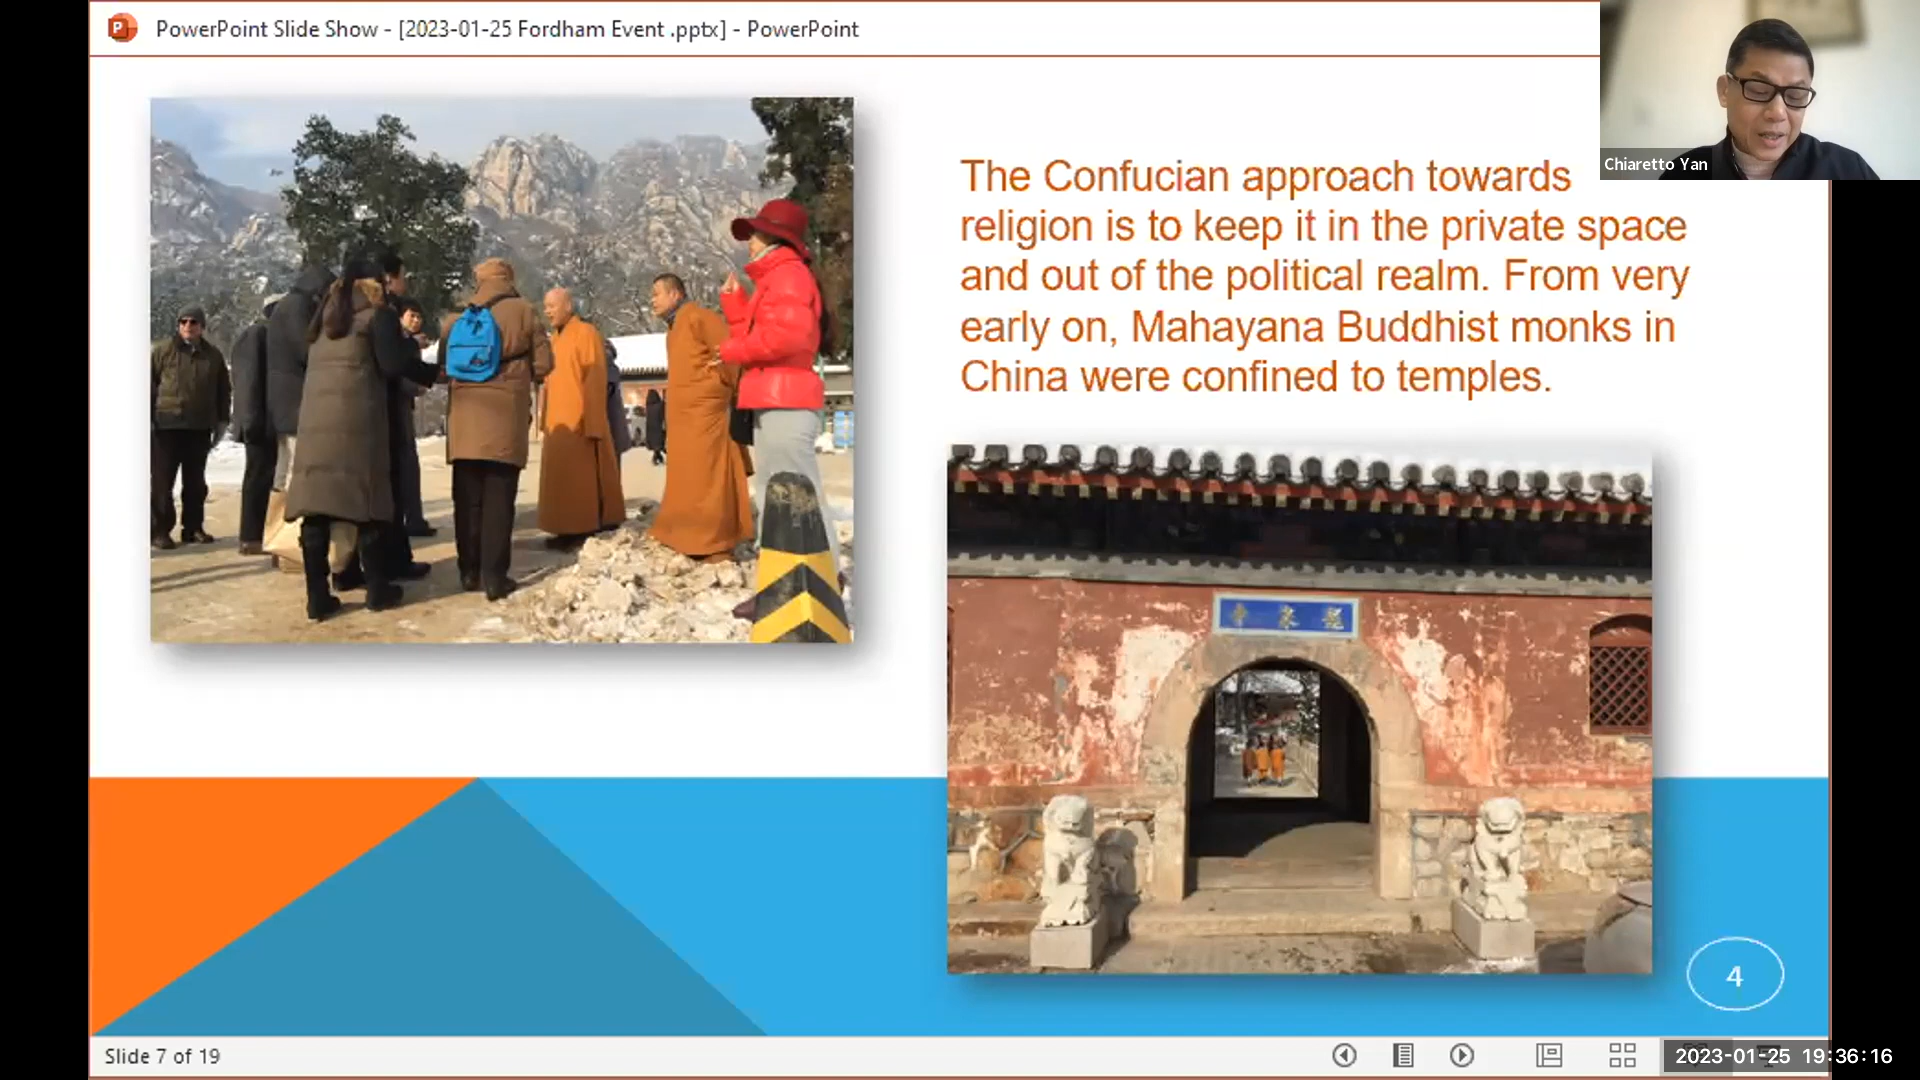 PowerPoint Slide Show - [2023-01-25 Fordham Event .pptx] - PowerPoint
Chiaretto Yan
The Confucian approach towards
religion is to keep it in the private space
and out of the political realm. From very
early on, Mahayana Buddhist monks in
China were confined to temples.
4
Slide 7 of 19
2023-01-25 19:36:16